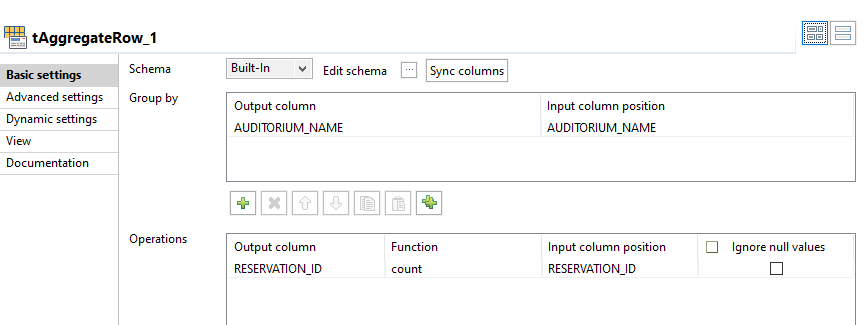 tAggregateRow_1
Basic settings
Advanced settings
Dynamic settings
View
Documentation
Schema Built-In Edit schema ... Sync columns
Group by
Output column Input column position
AUDITORIUM_NAME AUDITORIUM_NAME
Operations
Output column Function Input column position Ignore null values
RESERVATION_ID count RESERVATION_ID